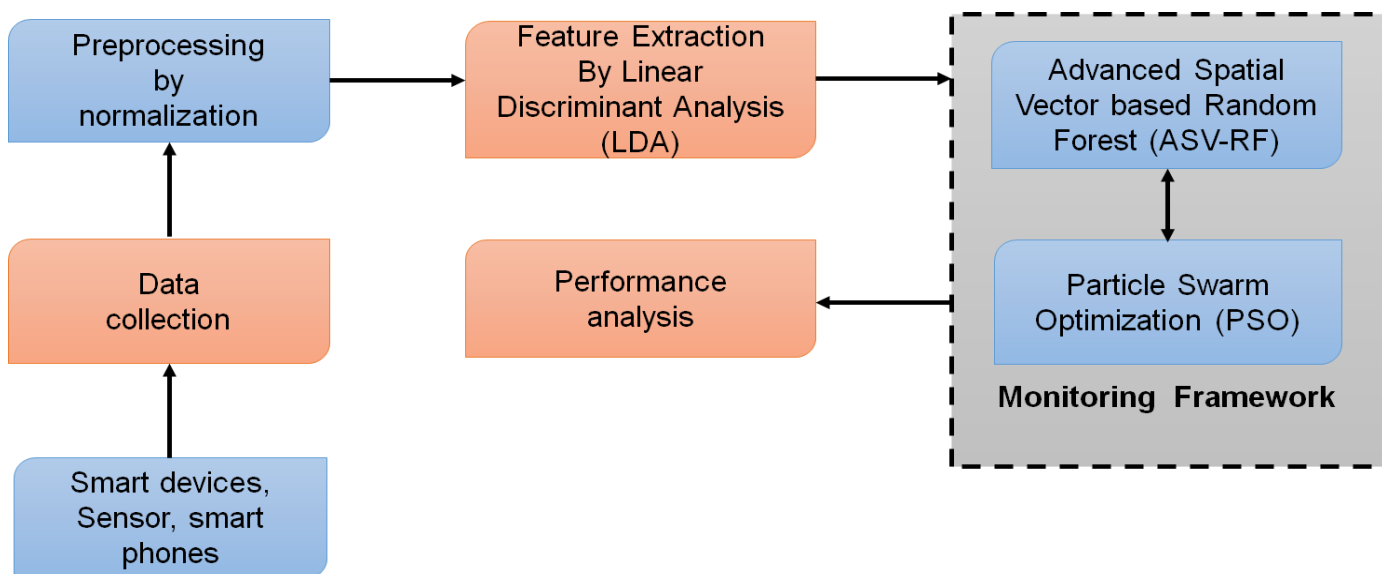 Preprocessing
by
normalization
Feature Extraction
By Linear
Discriminant Analysis
(LDA)
Advanced Spatial
Vector based Random
Forest (ASV-RF)
Data
collection
Performance
analysis
Particle Swarm
Optimization (PSO)
Monitoring Framework
Smart devices,
Sensor, smart
phones